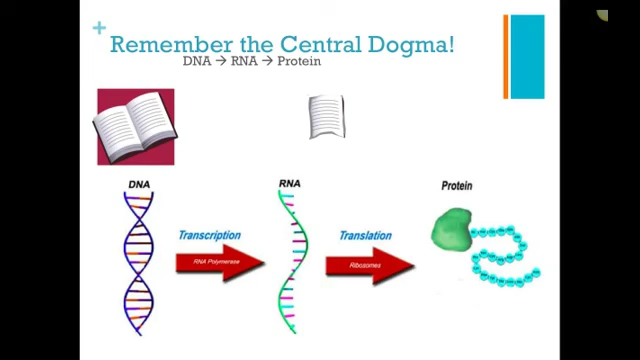 +
Remember the Central Dogma!
DNA → RNA → Protein
DNA
RNA
Protein
Transcription
Translation
RNA Polymerase
Ribosomes